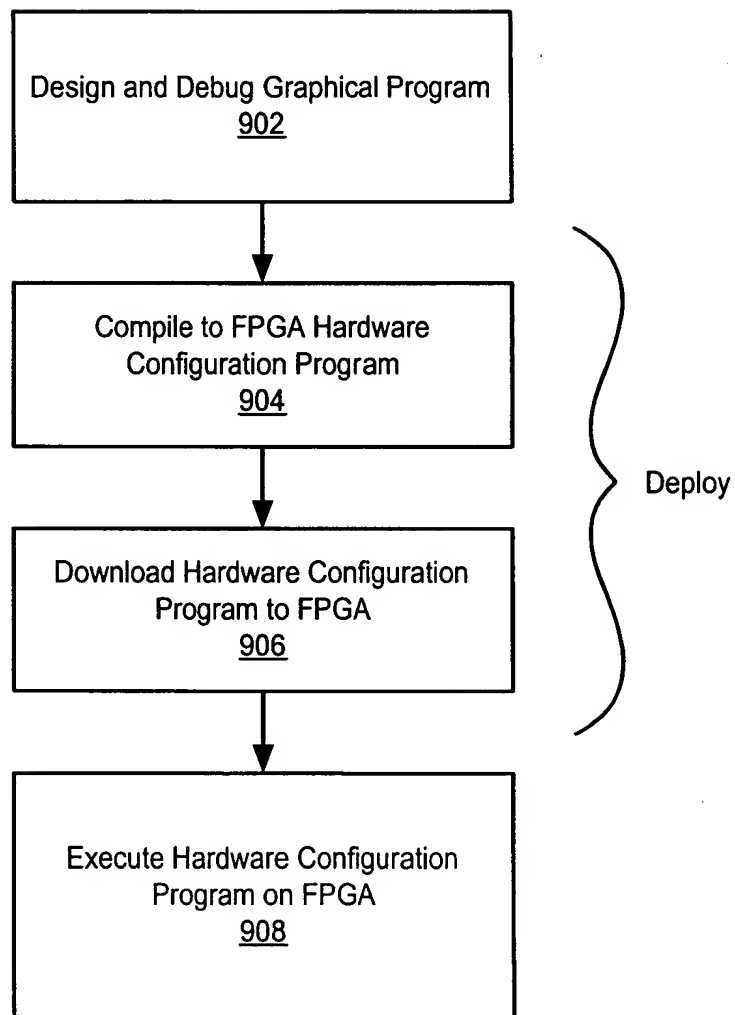 Design and Debug Graphical Program
902
Compile to FPGA Hardware
Configuration Program
904
Deploy
Download Hardware Configuration
Program to FPGA
906
Execute Hardware Configuration
Program on FPGA
908